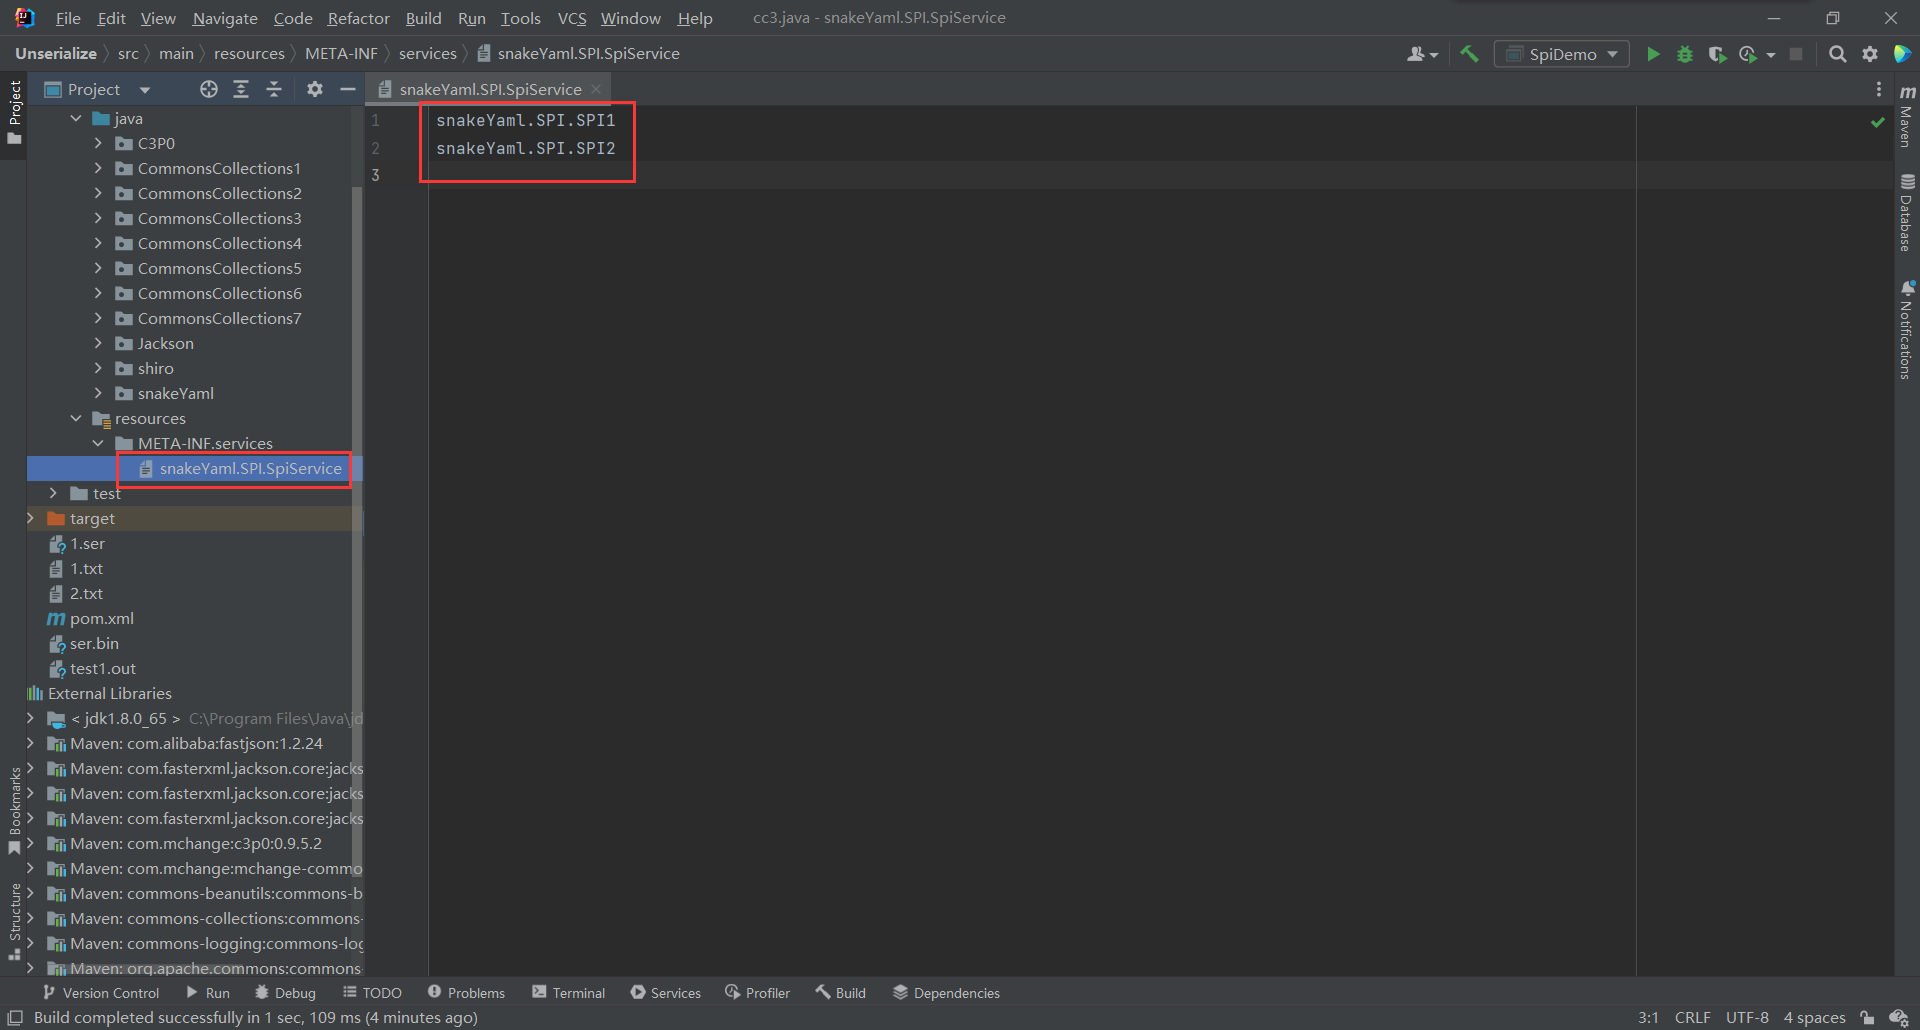 File Edit View Navigate Code Refactor Build Run Tools VCS Window Help cc3.java - snakeYaml.SPI.SpiService
Unserialize src main resources META-INF services snakeYaml.SPI.SpiService
SpiDemo
Project
Project
snakeYaml.SPI.SpiService
java
C3P0
CommonsCollections1
CommonsCollections2
CommonsCollections3
CommonsCollections4
CommonsCollections5
CommonsCollections6
CommonsCollections7
Jackson
shiro
snakeYaml
resources
META-INF.services
snakeYaml.SPI.SpiService
test
target
1.ser
1.txt
2.txt
pom.xml
ser.bin
test1.out
External Libraries
< jdk1.8.0_65 > C:\Program Files\Java\jd
Maven: com.alibaba:fastjson:1.2.24
Maven: com.fasterxml.jackson.core:jacks
Maven: com.fasterxml.jackson.core:jacks
Maven: com.fasterxml.jackson.core:jacks
Maven: com.mchange:c3p0:0.9.5.2
Maven: com.mchange:mchange-commo
Maven: commons-beanutils:commons-b
Maven: commons-collections:commons-
Maven: commons-logging:commons-log
Maven: org.apache.commons:commons-
Bookmarks
Structure
1 snakeYaml.SPI.SPI1
2 snakeYaml.SPI.SPI2
3
Maven
Database
Notifications
Version Control Run Debug TODO Problems Terminal Services Profiler Build Dependencies
Build completed successfully in 1 sec, 109 ms (4 minutes ago) 3:1 CRLF UTF-8 4 spaces